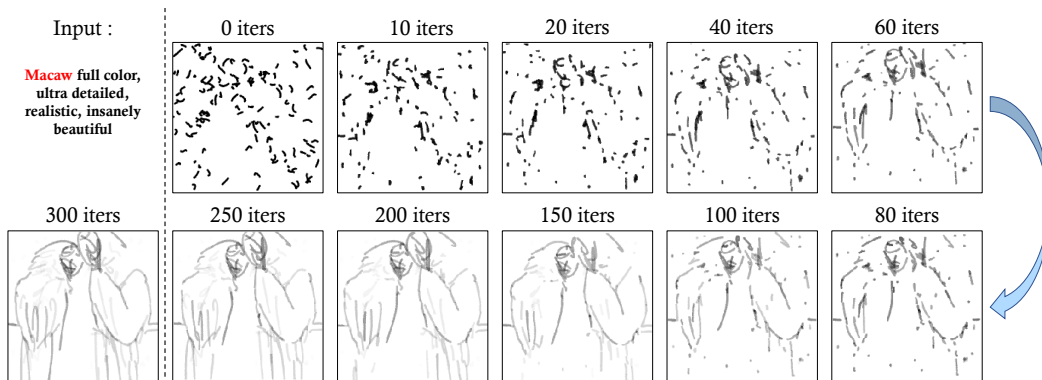 Input :
0 iters
10 iters
20 iters
40 iters
60 iters
Macaw full color,
ultra detailed,
realistic, insanely
beautiful
300 iters
250 iters
200 iters
150 iters
100 iters
80 iters